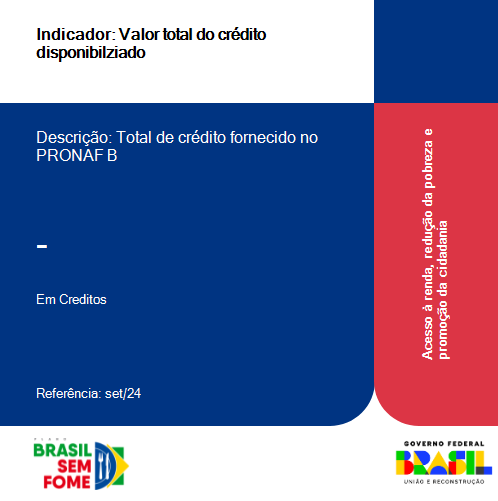 Indicador: Valor total do crédito
disponibilziado
Descrição: Total de crédito fornecido no
PRONAF B
-
Em Creditos
Referência: set/24
Acesso à renda, redução da pobreza e
promoção da cidadania
PLANO
BRASIL
SEM
FOME
GOVERNO FEDERAL
BRASIL
UNIÃO E RECONSTRUÇÃO